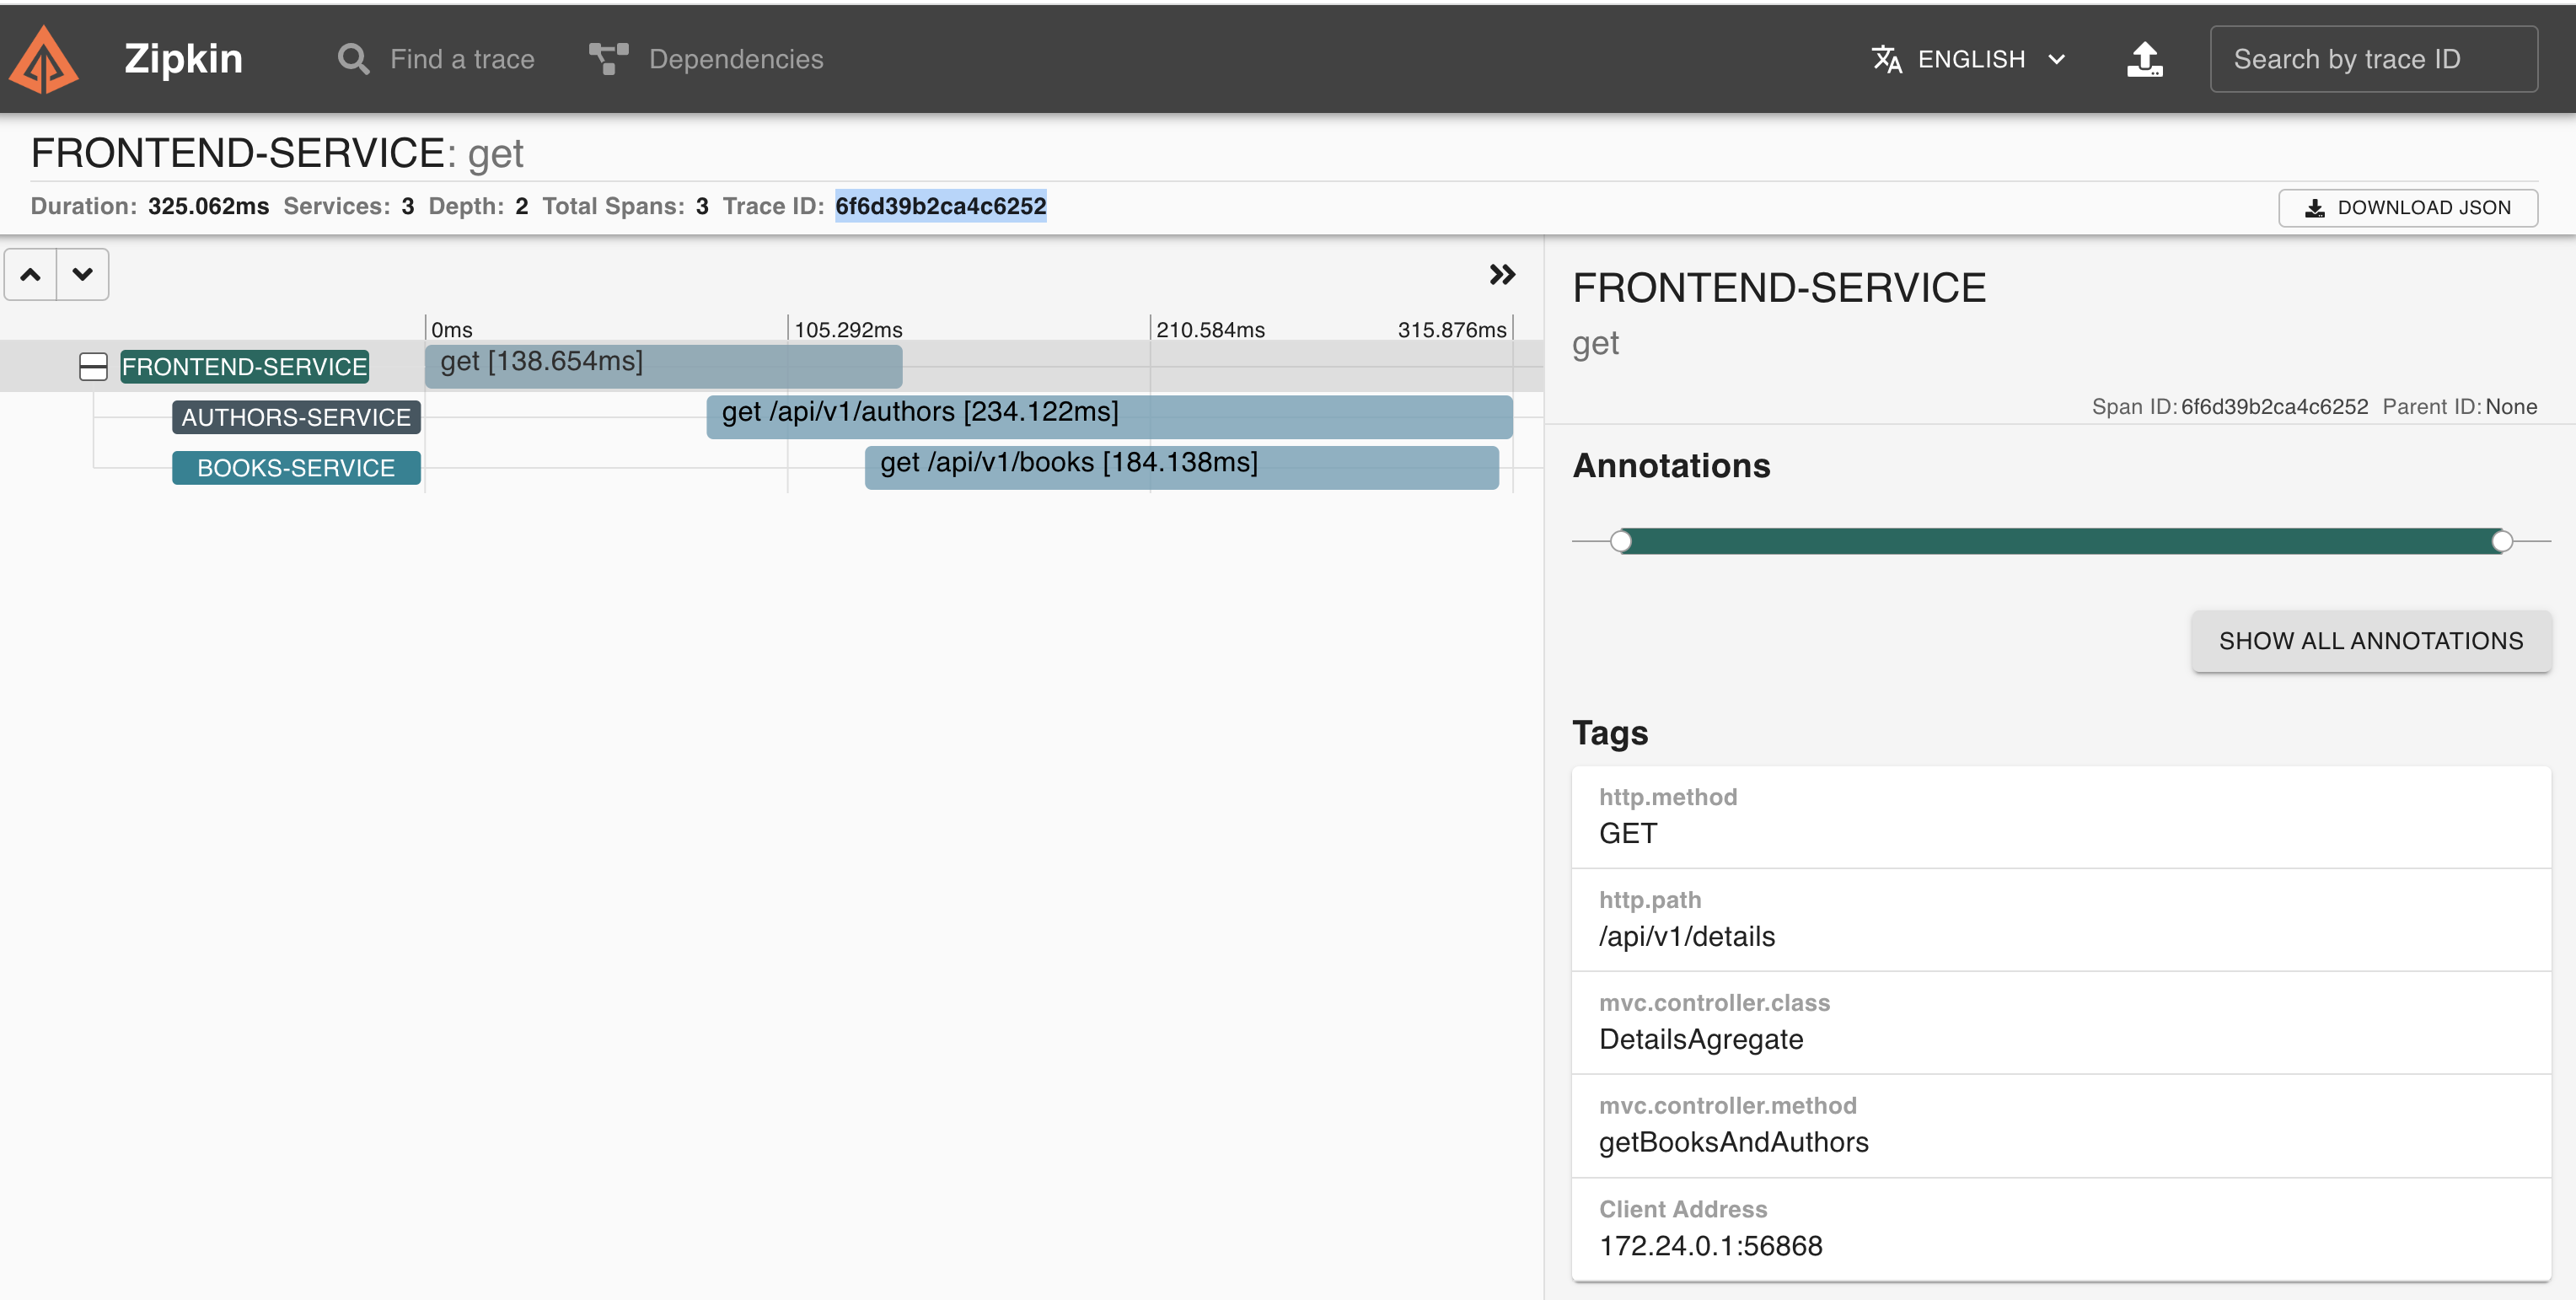 Zipkin Find a trace Dependencies ENGLISH Search by trace ID
FRONTEND-SERVICE: get
Duration: 325.062ms Services: 3 Depth: 2 Total Spans: 3 Trace ID: 6f6d39b2ca4c6252 DOWNLOAD JSON
0ms 105.292ms 210.584ms 315.876ms
FRONTEND-SERVICE get [138.654ms]
AUTHORS-SERVICE get /api/v1/authors [234.122ms]
BOOKS-SERVICE get /api/v1/books [184.138ms]
FRONTEND-SERVICE
get
Span ID: 6f6d39b2ca4c6252 Parent ID: None
Annotations
SHOW ALL ANNOTATIONS
Tags
http.method
GET
http.path
/api/v1/details
mvc.controller.class
DetailsAgregate
mvc.controller.method
getBooksAndAuthors
Client Address
172.24.0.1:56868